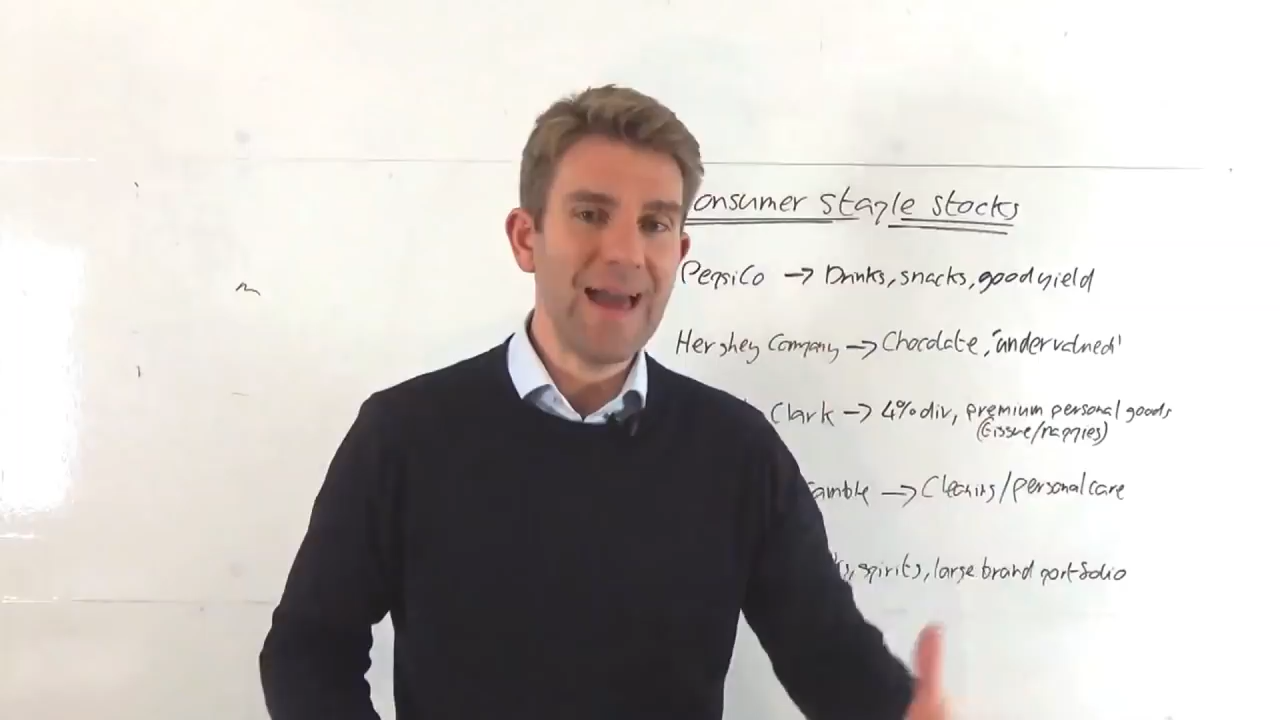 onsumer staple stocks
PepsiCo → Drinks, snacks, good yield
Hershey Company → Chocolate, 'undervalued'
Clark → 4% div, premium personal goods
(tissue/nappies)
amble → Cleaning/personal care
ks, spirits, large brand portfolio